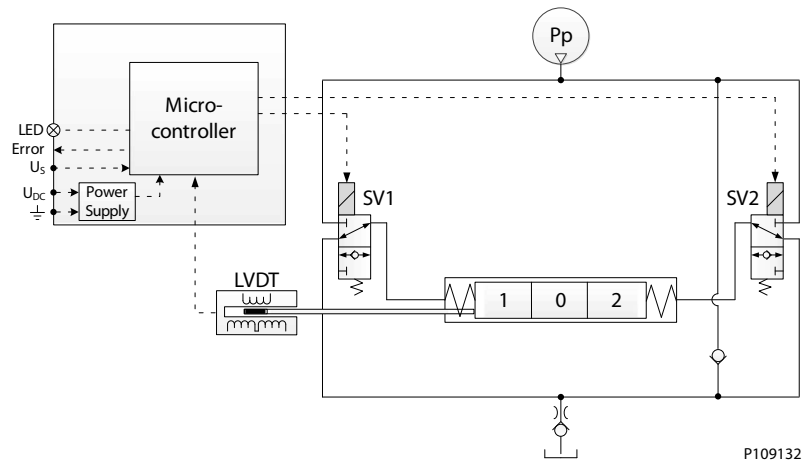 Pp
Micro-
controller
LED
Error
US
UDC
Power
Supply
SV1
SV2
LVDT
1 0 2
P109132